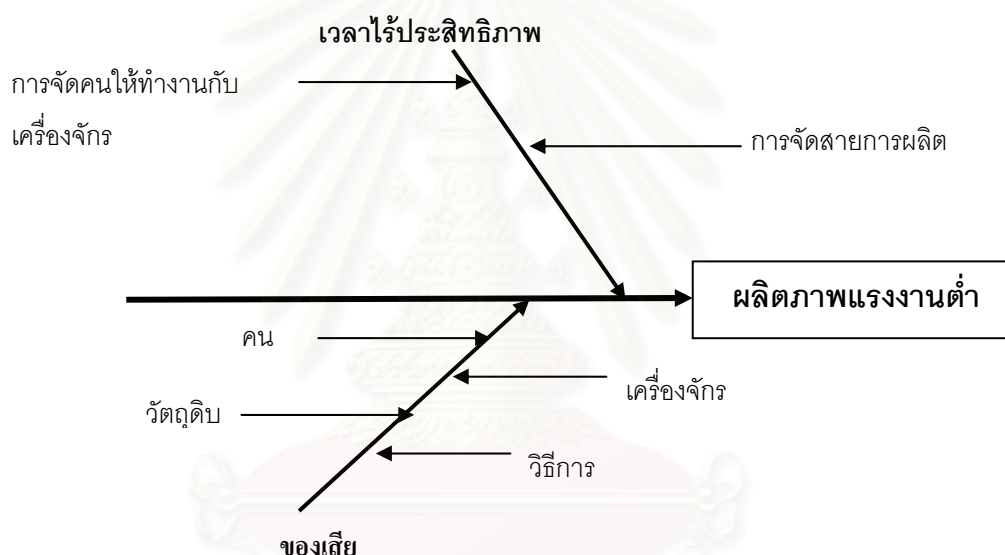 เวลาไร้ประสิทธิภาพ
การจัดคนให้ทำงานกับ
เครื่องจักร
การจัดสายการผลิต
ผลิตภาพแรงงานต่ำ
คน
เครื่องจักร
วัตถุดิบ
วิธีการ
ของเสีย